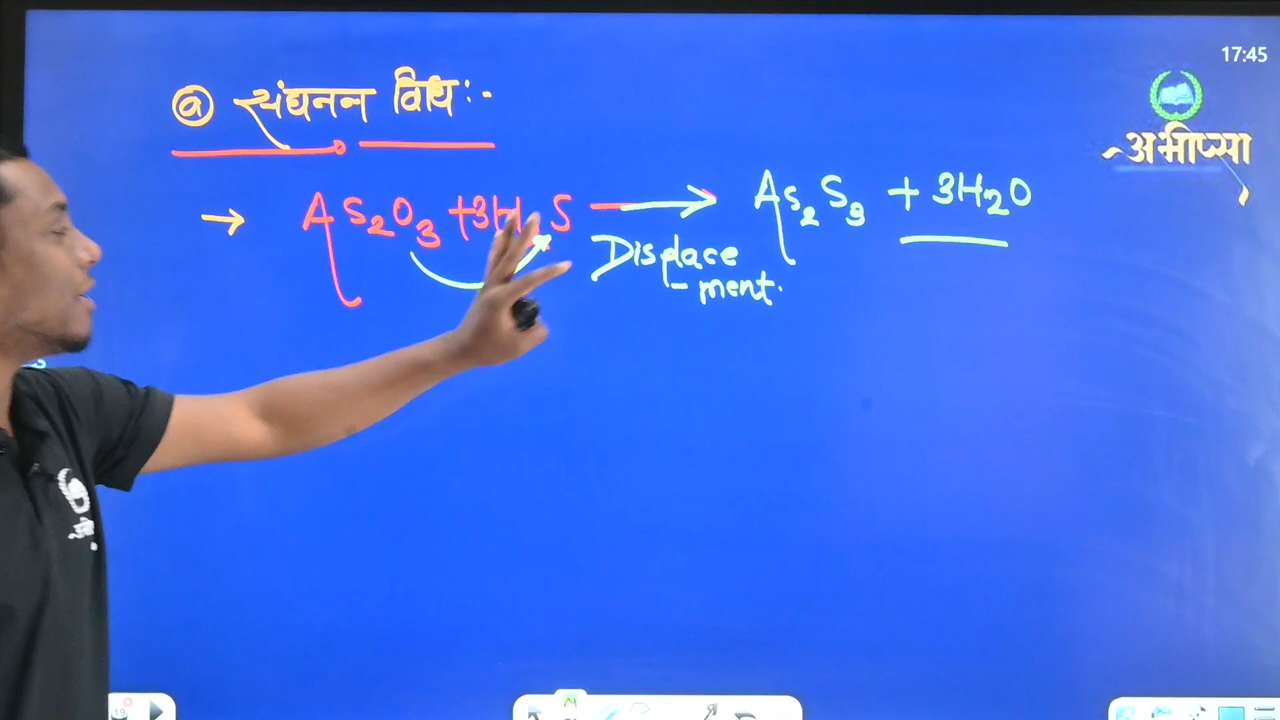 17:45
अभीप्सा
ⓐ संघनन विधि:-
→ As₂O₃ +3H₂S ⟶ As₂S₃ + 3H₂O
Displace
- ment.